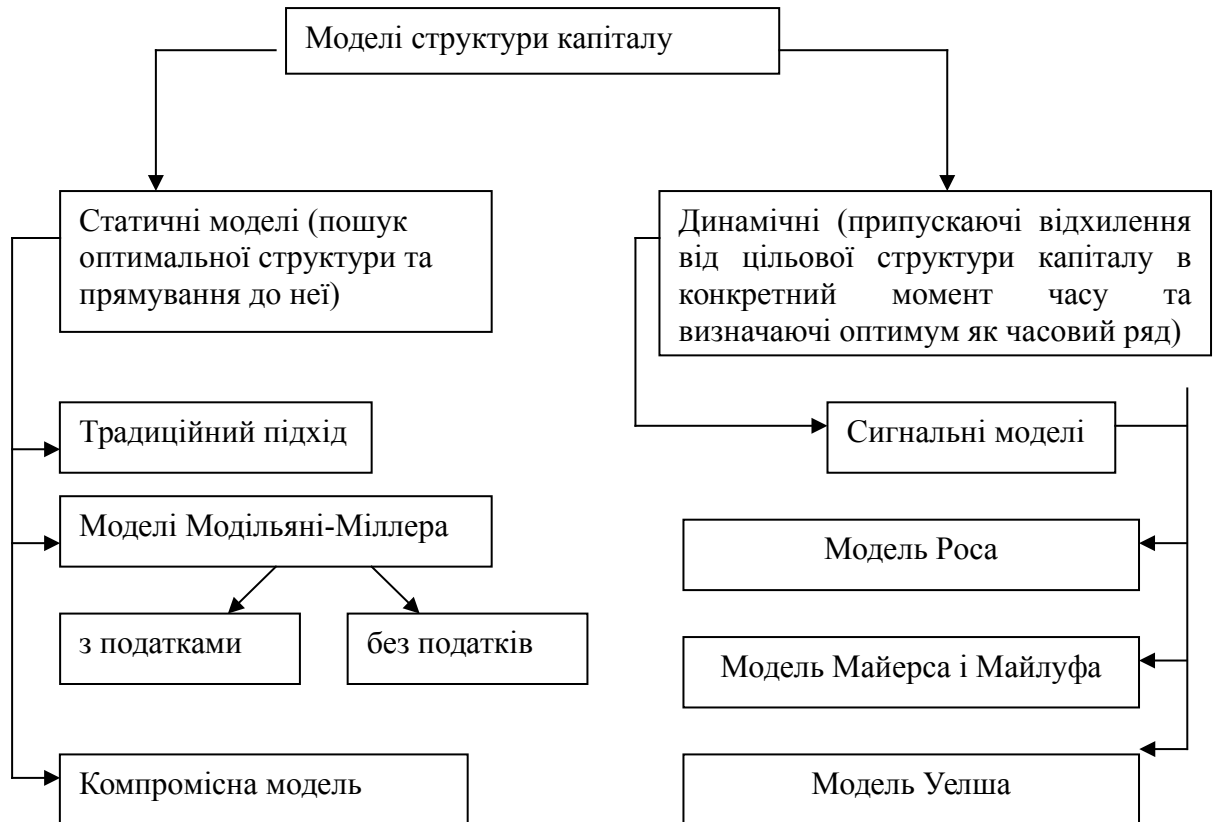 Моделі структури капіталу
Статичні моделі (пошук
оптимальної структури та
прямування до неї)
Динамічні (припускаючі відхилення
від цільової структури капіталу в
конкретний момент часу та
визначаючі оптимум як часовий ряд)
Традиційний підхід
Сигнальні моделі
Моделі Модільяні-Міллера
Модель Роса
з податками
без податків
Модель Майерса і Майлуфа
Компромісна модель
Модель Уелша